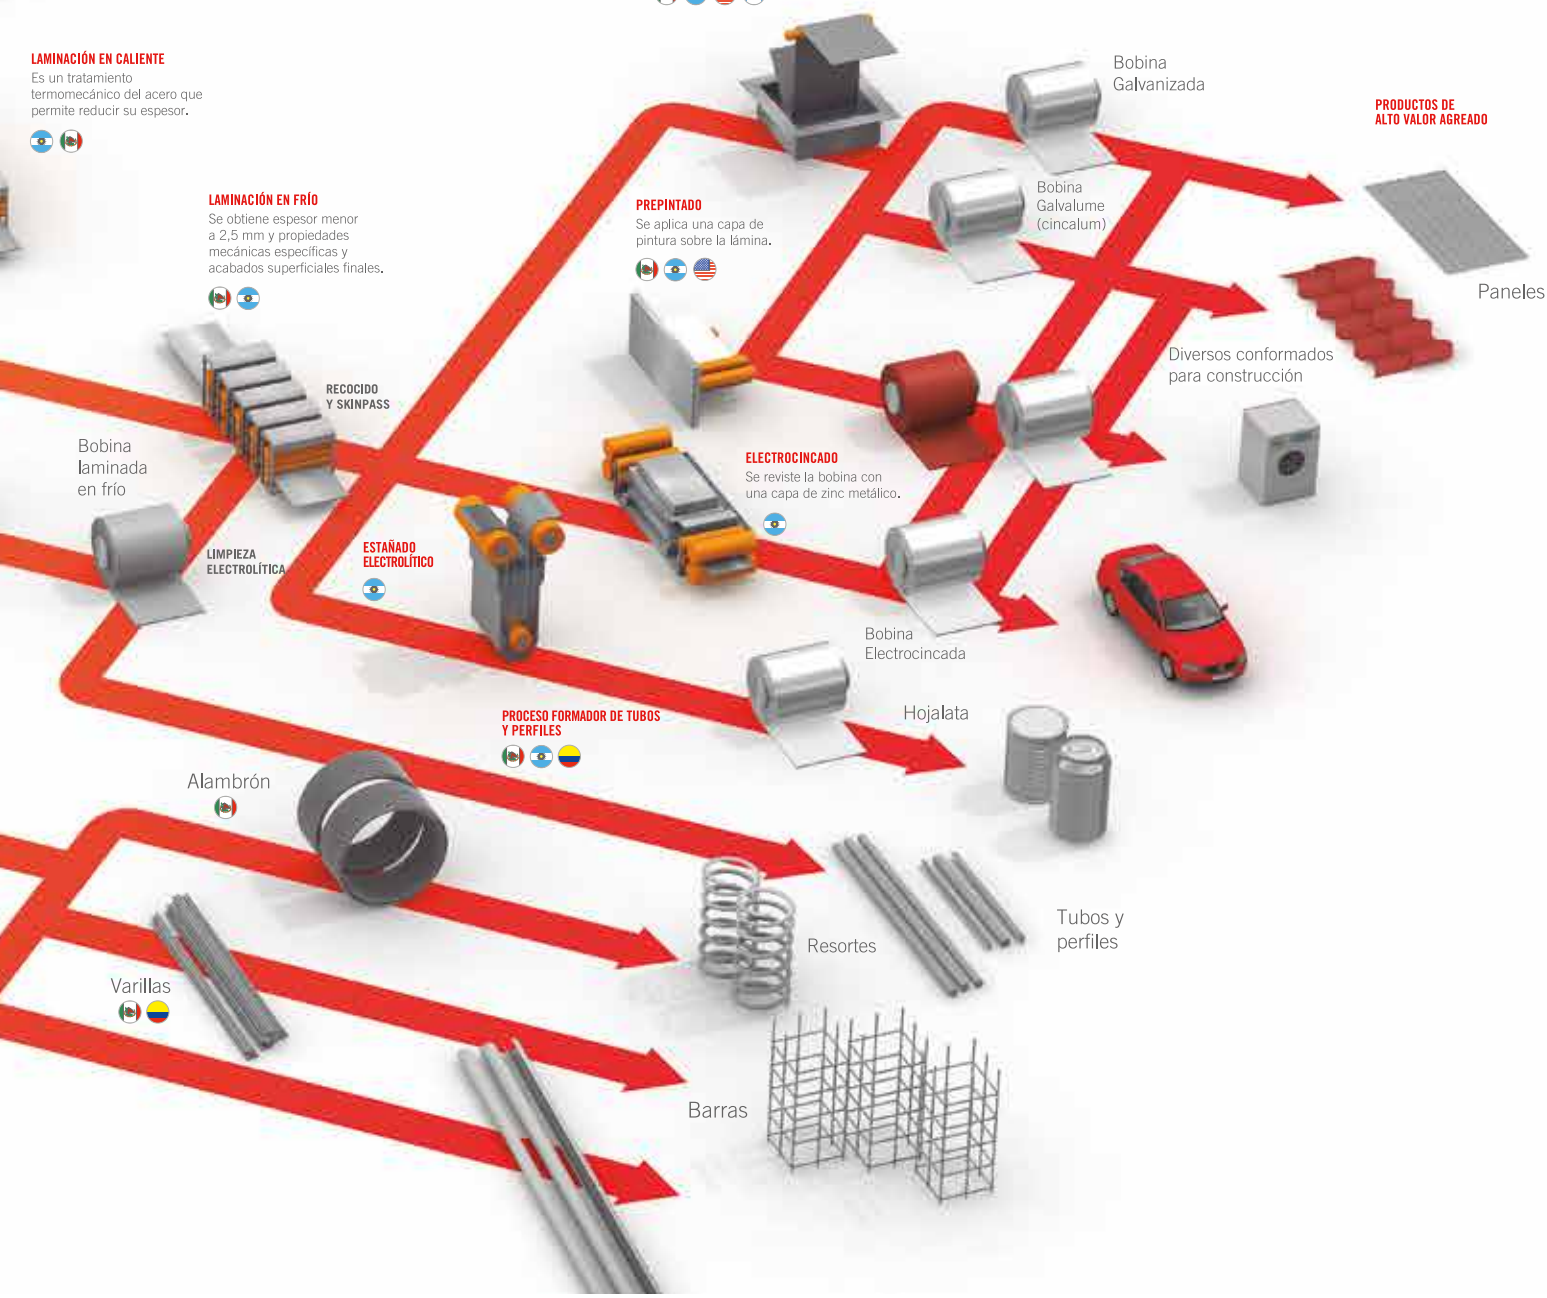 LAMINACIÓN EN CALIENTE
Es un tratamiento
termomecánico del acero que
permite reducir su espesor.
LAMINACIÓN EN FRÍO
Se obtiene espesor menor
a 2,5 mm y propiedades
mecánicas específicas y
acabados superficiales finales.
RECOCIDO
Y SKINPASS
Bobina
laminada
en frío
LIMPIEZA
ELECTROLÍTICA
ESTAÑADO
ELECTROLÍTICO
PREPINTADO
Se aplica una capa de
pintura sobre la lámina.
ELECTROCINCADO
Se reviste la bobina con
una capa de zinc metálico.
Bobina
Galvanizada
Bobina
Galvalume
(cincalum)
PRODUCTOS DE
ALTO VALOR AGREADO
Paneles
Diversos conformados
para construcción
Bobina
Electrocincada
Hojalata
PROCESO FORMADOR DE TUBOS
Y PERFILES
Alambrón
Varillas
Resortes
Tubos y
perfiles
Barras